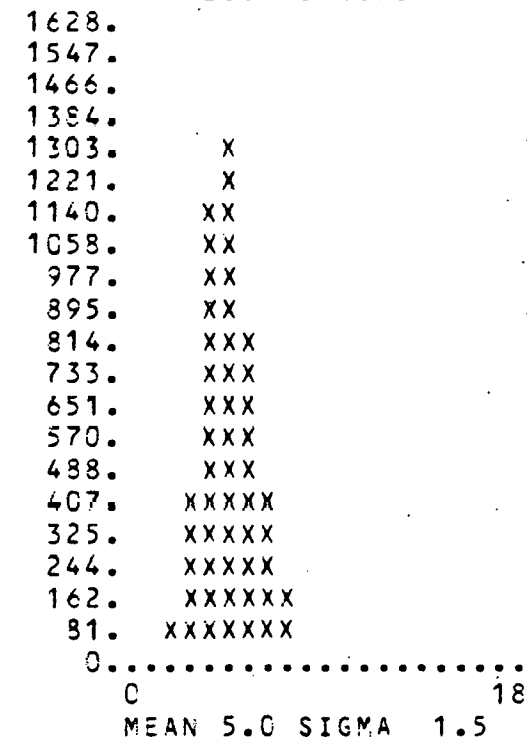 1628.
1547.
1466.
1384.
1303. X
1221. X
1140. XX
1058. XX
977. XX
895. XX
814. XXX
733. XXX
651. XXX
570. XXX
488. XXX
407. XXXXX
325. XXXXX
244. XXXXX
162. XXXXXX
81. XXXXXXX
0.....................
0 18
MEAN 5.0 SIGMA 1.5